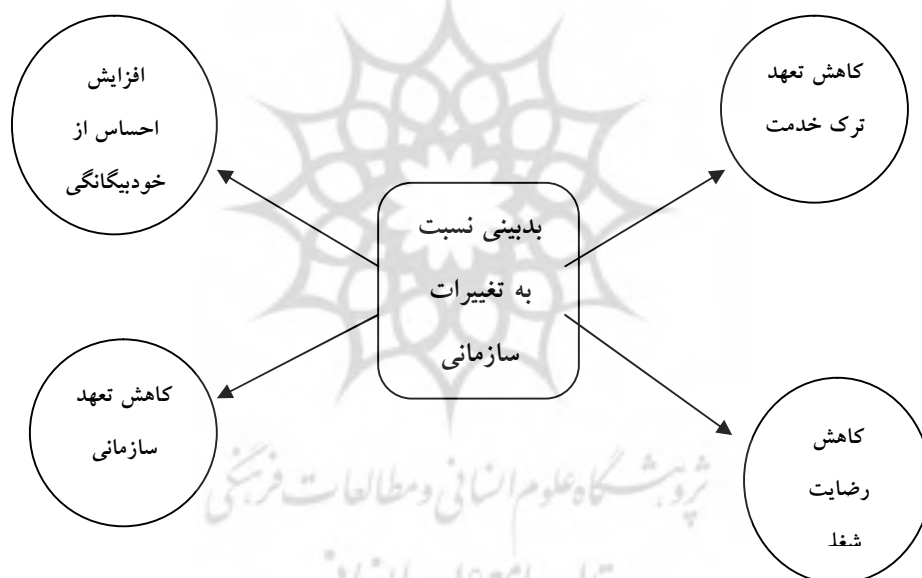 کاهش تعهد
ترک خدمت
افزایش
احساس از
خودبیگانگی
بدبینی نسبت
به تغییرات
سازمانی
کاهش تعهد
سازمانی
کاهش
رضایت
شغلی
پژوهشگاه علوم انسانی و مطالعات فرهنگی